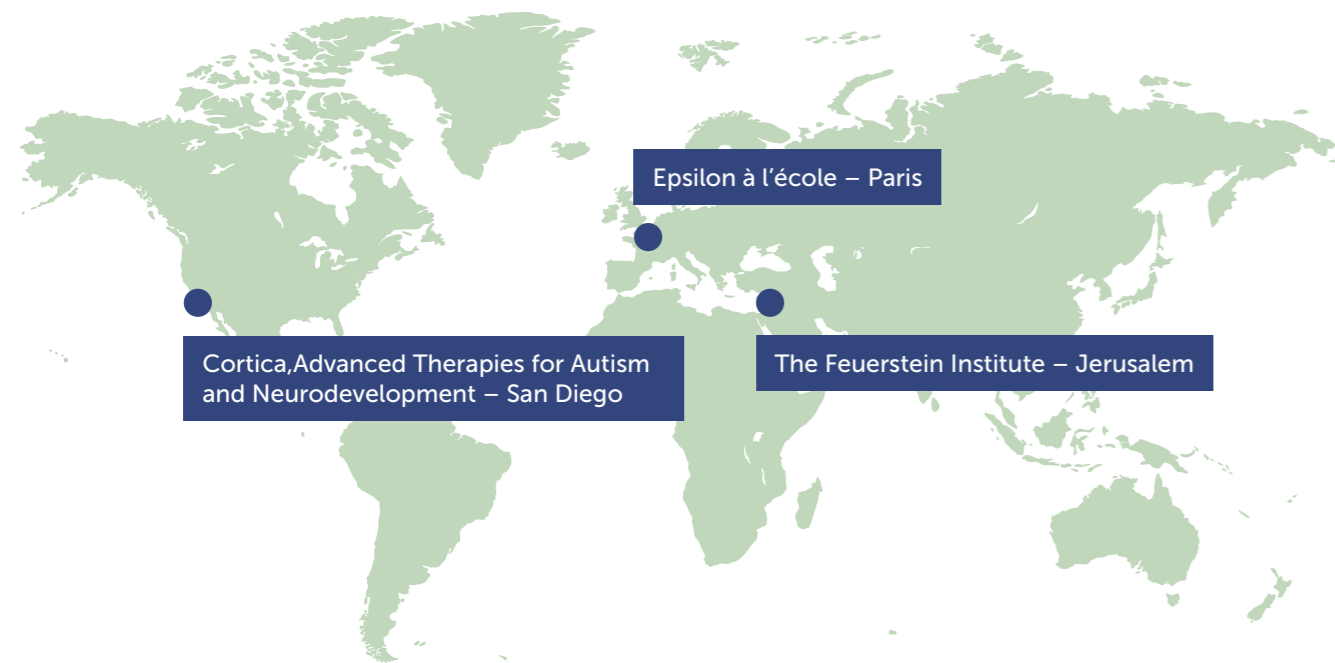 Epsilon à l’école – Paris
Cortica,Advanced Therapies for Autism
and Neurodevelopment – San Diego
The Feuerstein Institute – Jerusalem